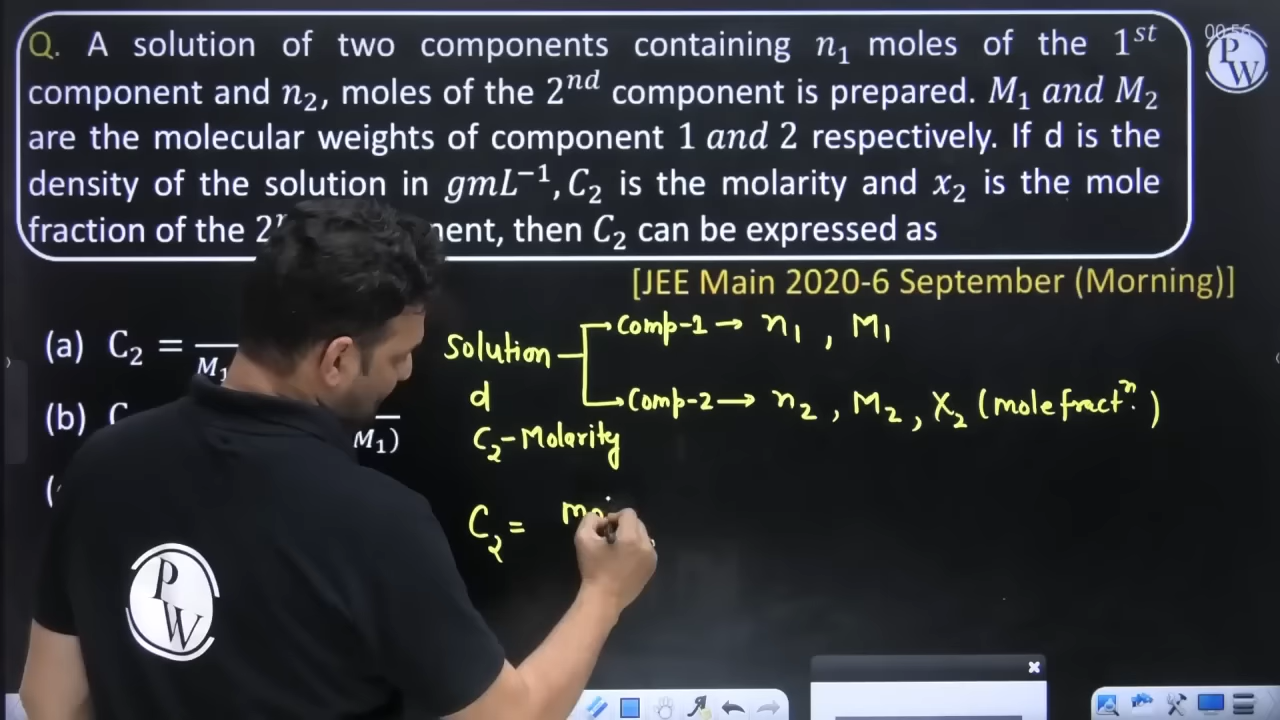 00:56
Q. A solution of two components containing n₁ moles of the 1ˢᵗ
component and n₂, moles of the 2ⁿᵈ component is prepared. M₁ and M₂
are the molecular weights of component 1 and 2 respectively. If d is the
density of the solution in gmL⁻¹, C₂ is the molarity and x₂ is the mole
fraction of the 2 then C₂ can be expressed as
[JEE Main 2020-6 September (Morning)]
(a) C₂ = M₁
(b) C M₁)
(
Solution
d
C₂-Molarity
Comp-1 → n₁ , M₁
Comp-2 → n₂ , M₂ , X₂ (mole fractⁿ.)
C₂ =
P
W
P
W